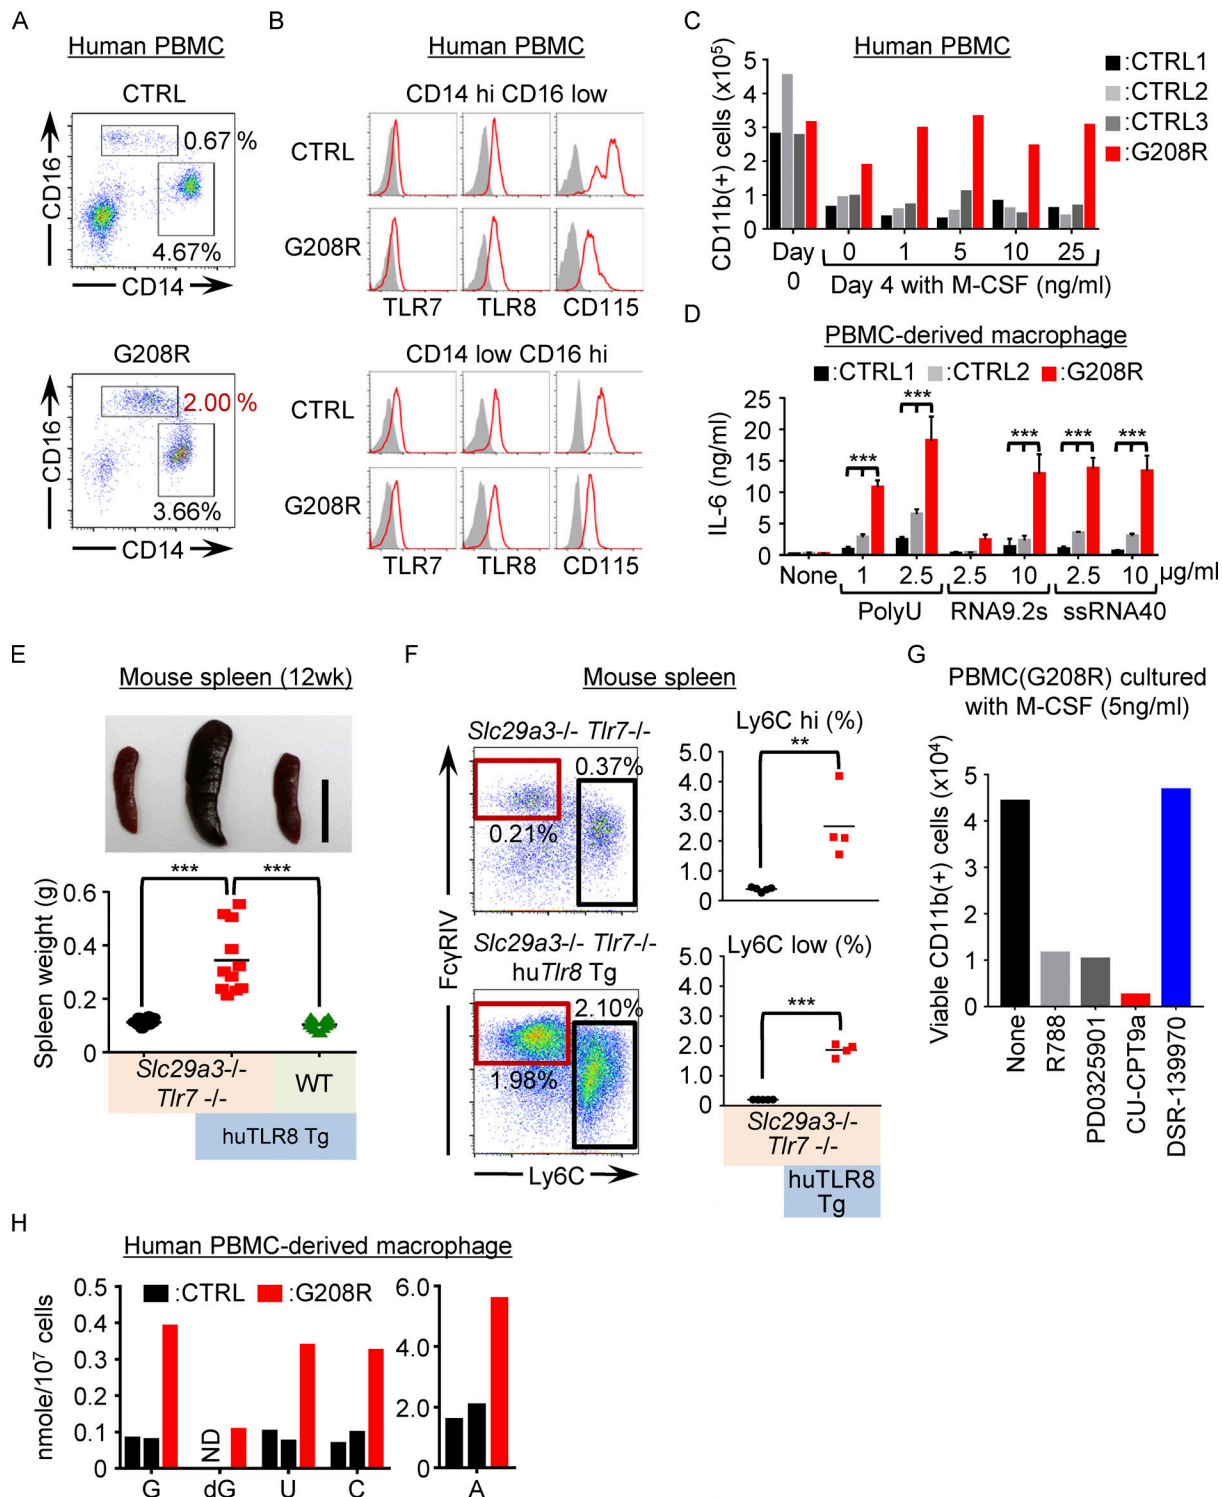 A
Human PBMC
CTRL
CD16
0.67 %
4.67%
CD14
G208R
CD16
2.00 %
3.66%
CD14
B
Human PBMC
CD14 hi CD16 low
CTRL
G208R
TLR7 TLR8 CD115
CD14 low CD16 hi
CTRL
G208R
TLR7 TLR8 CD115
C
Human PBMC
CD11b(+) cells (x10⁵)
5
4
3
2
1
0
:CTRL1
:CTRL2
:CTRL3
:G208R
Day 0 1 5 10 25
0 Day 4 with M-CSF (ng/ml)
D
PBMC-derived macrophage
:CTRL1 :CTRL2 :G208R
IL-6 (ng/ml)
25
20
15
10
5
0
*** *** *** *** ***
None 1 2.5 2.5 10 2.5 10 µg/ml
PolyU RNA9.2s ssRNA40
E
Mouse spleen (12wk)
Spleen weight (g)
0.6
0.4
0.2
0
*** ***
Slc29a3-/-
Tlr7 -/-
WT
huTLR8 Tg
F
Mouse spleen
Slc29a3-/- Tlr7-/-
0.37%
0.21%
FcγRIV
Slc29a3-/- Tlr7-/-
huTlr8 Tg
2.10%
1.98%
Ly6C
Ly6C hi (%)
**
5.0
4.0
3.0
2.0
1.0
0
Ly6C low (%)
***
5.0
4.0
3.0
2.0
1.0
0
Slc29a3-/-
Tlr7 -/-
huTLR8
Tg
G
PBMC(G208R) cultured
with M-CSF (5ng/ml)
Viable CD11b(+) cells (x10⁴)
5
4
3
2
1
0
None
R788
PD0325901
CU-CPT9a
DSR-139970
H
Human PBMC-derived macrophage
:CTRL :G208R
nmole/10⁷ cells
0.5
0.4
0.3
0.2
0.1
0
ND
G dG U C
6.0
4.0
2.0
0
A